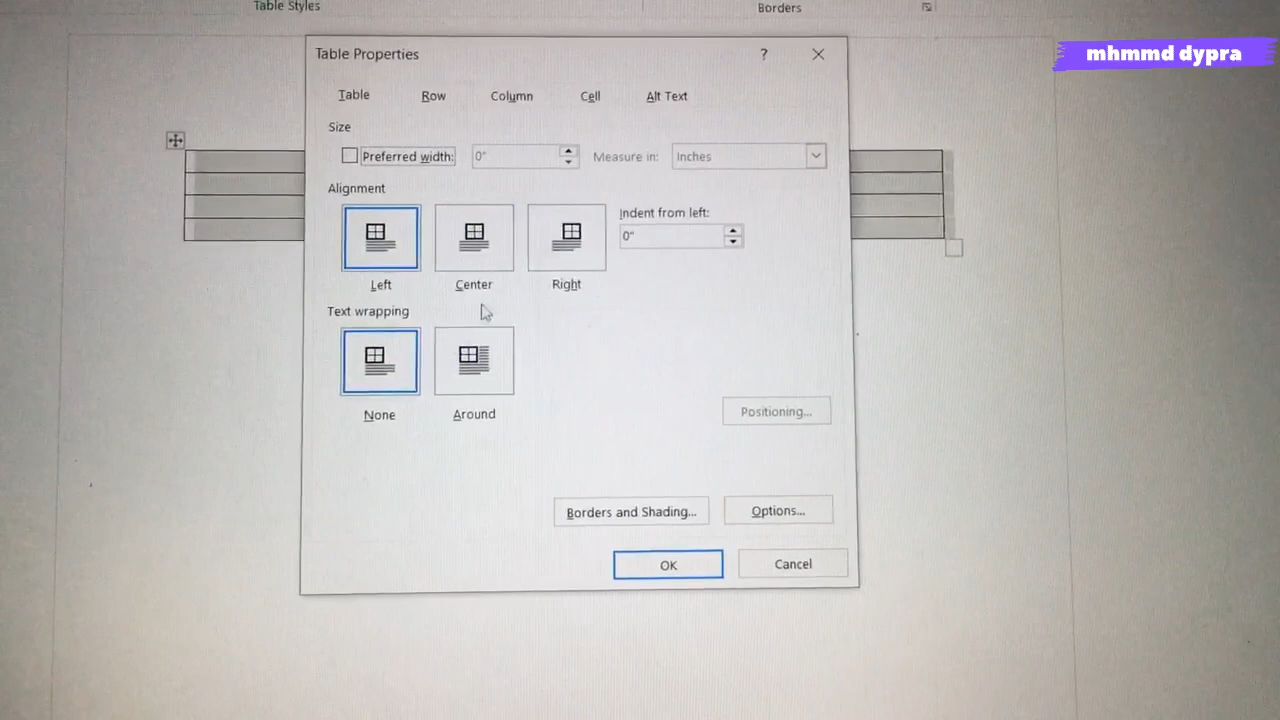 Table Styles
Borders
mhmmd dypra
Table Properties
?
Table Row Column Cell Alt Text
Size
Preferred width: 0" Measure in: Inches
Alignment
Indent from left:
0"
Left Center Right
Text wrapping
None Around
Positioning...
Borders and Shading... Options...
OK Cancel